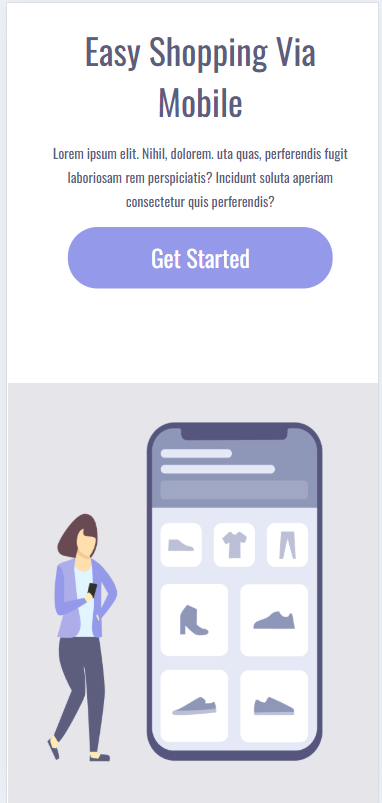 Easy Shopping Via
Mobile
Lorem ipsum elit. Nihil, dolorem. uta quas, perferendis fugit
laboriosam rem perspiciatis? Incidunt soluta aperiam
consectetur quis perferendis?
Get Started